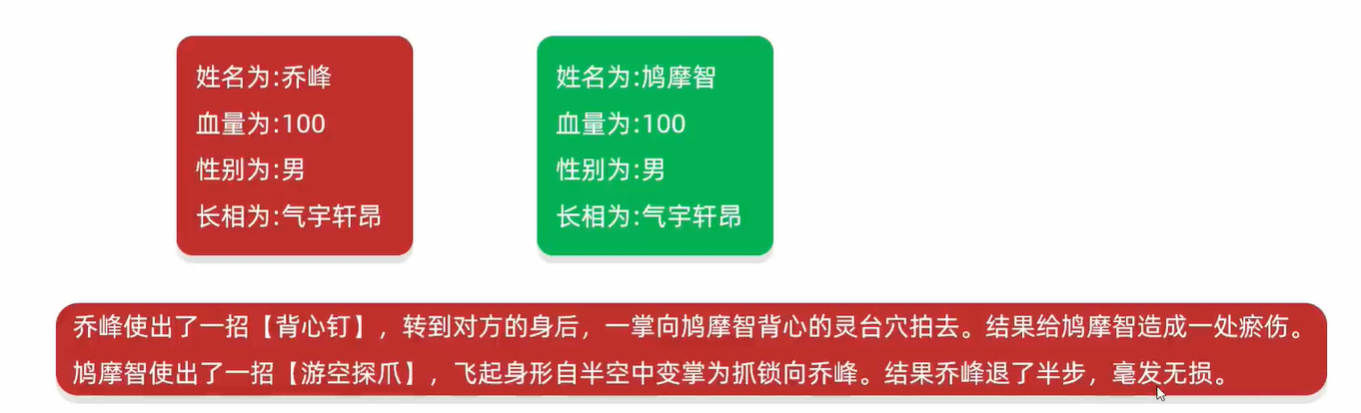 姓名为:乔峰
血量为:100
性别为:男
长相为:气宇轩昂
姓名为:鸠摩智
血量为:100
性别为:男
长相为:气宇轩昂
乔峰使出了一招【背心钉】，转到对方的身后，一掌向鸠摩智背心的灵台穴拍去。结果给鸠摩智造成一处瘀伤。
鸠摩智使出了一招【游空探爪】，飞起身形自半空中变掌为抓锁向乔峰。结果乔峰退了半步，毫发无损。